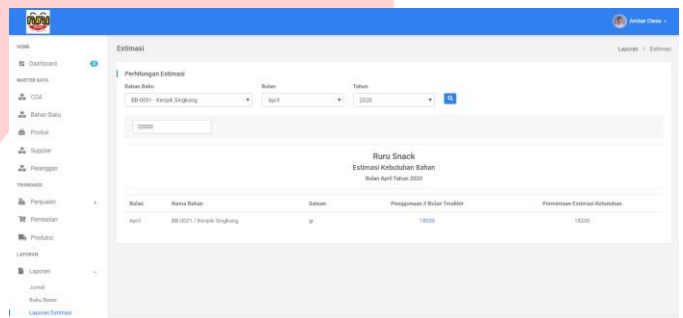 Ambar Cless
HOME
Estimasi
Laporan > Estimasi
Dashboard
MASTER DATA
COA
Bahan Baku
Produk
Supplier
Pelanggan
TRANSAKSI
Penjualan +
Pembelian
Produksi
LAPORAN
Laporan –
Jurnal
Buku Besar
Laporan Estimasi
Perhitungan Estimasi
Bahan Baku Bulan Tahun
BB-0001 - Keripik Singkong April 2020
20000
Ruru Snack
Estimasi Kebutuhan Bahan
Bulan April Tahun 2020
Bulan Nama Bahan Satuan Penggunaan 3 Bulan Terakhir Permintaan Estimasi Kebutuhan
April BB-0001 / Keripik Singkong gr 18000 18200